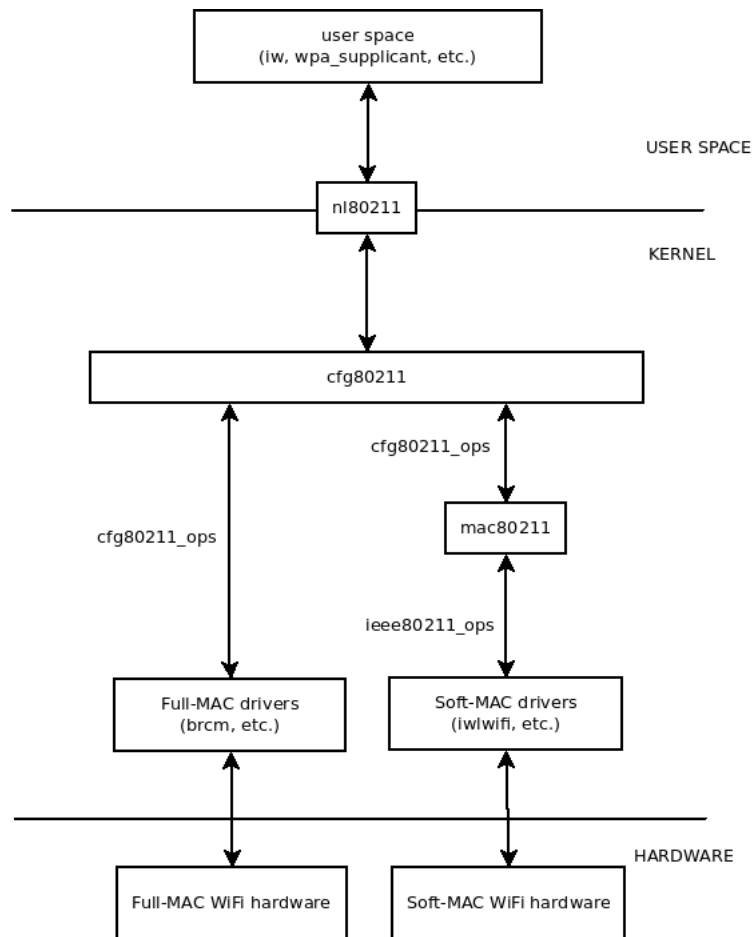 user space
(iw, wpa_supplicant, etc.)
USER SPACE
nl80211
KERNEL
cfg80211
cfg80211_ops
cfg80211_ops
mac80211
ieee80211_ops
Full-MAC drivers
(brcm, etc.)
Soft-MAC drivers
(iwlwifi, etc.)
HARDWARE
Full-MAC WiFi hardware
Soft-MAC WiFi hardware